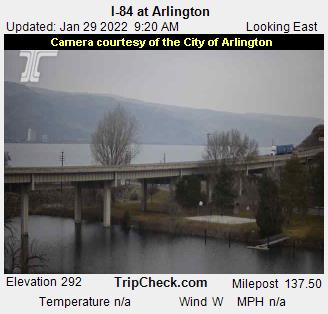 I-84 at Arlington
Updated: Jan 29 2022 9:20 AM Looking East
Camera courtesy of the City of Arlington
Elevation 292 TripCheck.com Milepost 137.50
Temperature n/a Wind W MPH n/a